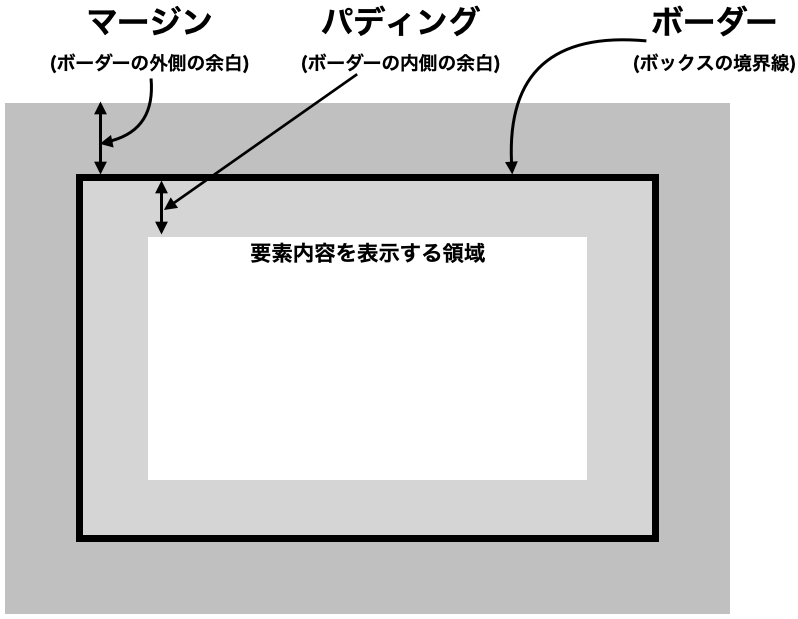 マージン
(ボーダーの外側の余白)
パディング
(ボーダーの内側の余白)
ボーダー
(ボックスの境界線)
要素内容を表示する領域